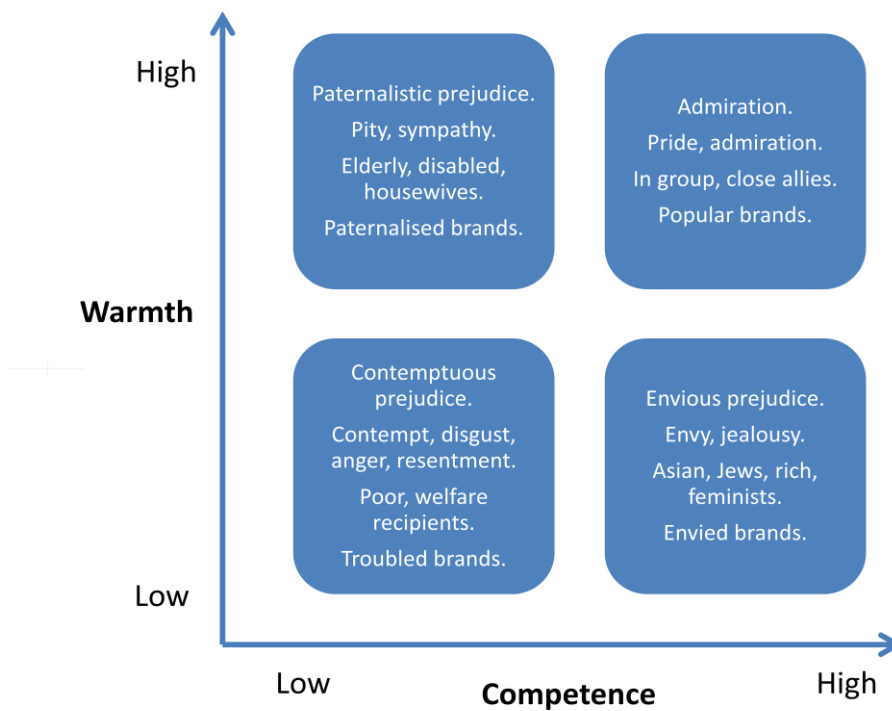 High
Paternalistic prejudice.
Pity, sympathy.
Elderly, disabled,
housewives.
Paternalised brands.
Admiration.
Pride, admiration.
In group, close allies.
Popular brands.
Warmth
Contemptuous
prejudice.
Contempt, disgust,
anger, resentment.
Poor, welfare
recipients.
Troubled brands.
Envious prejudice.
Envy, jealousy.
Asian, Jews, rich,
feminists.
Envied brands.
Low
Low
Competence
High